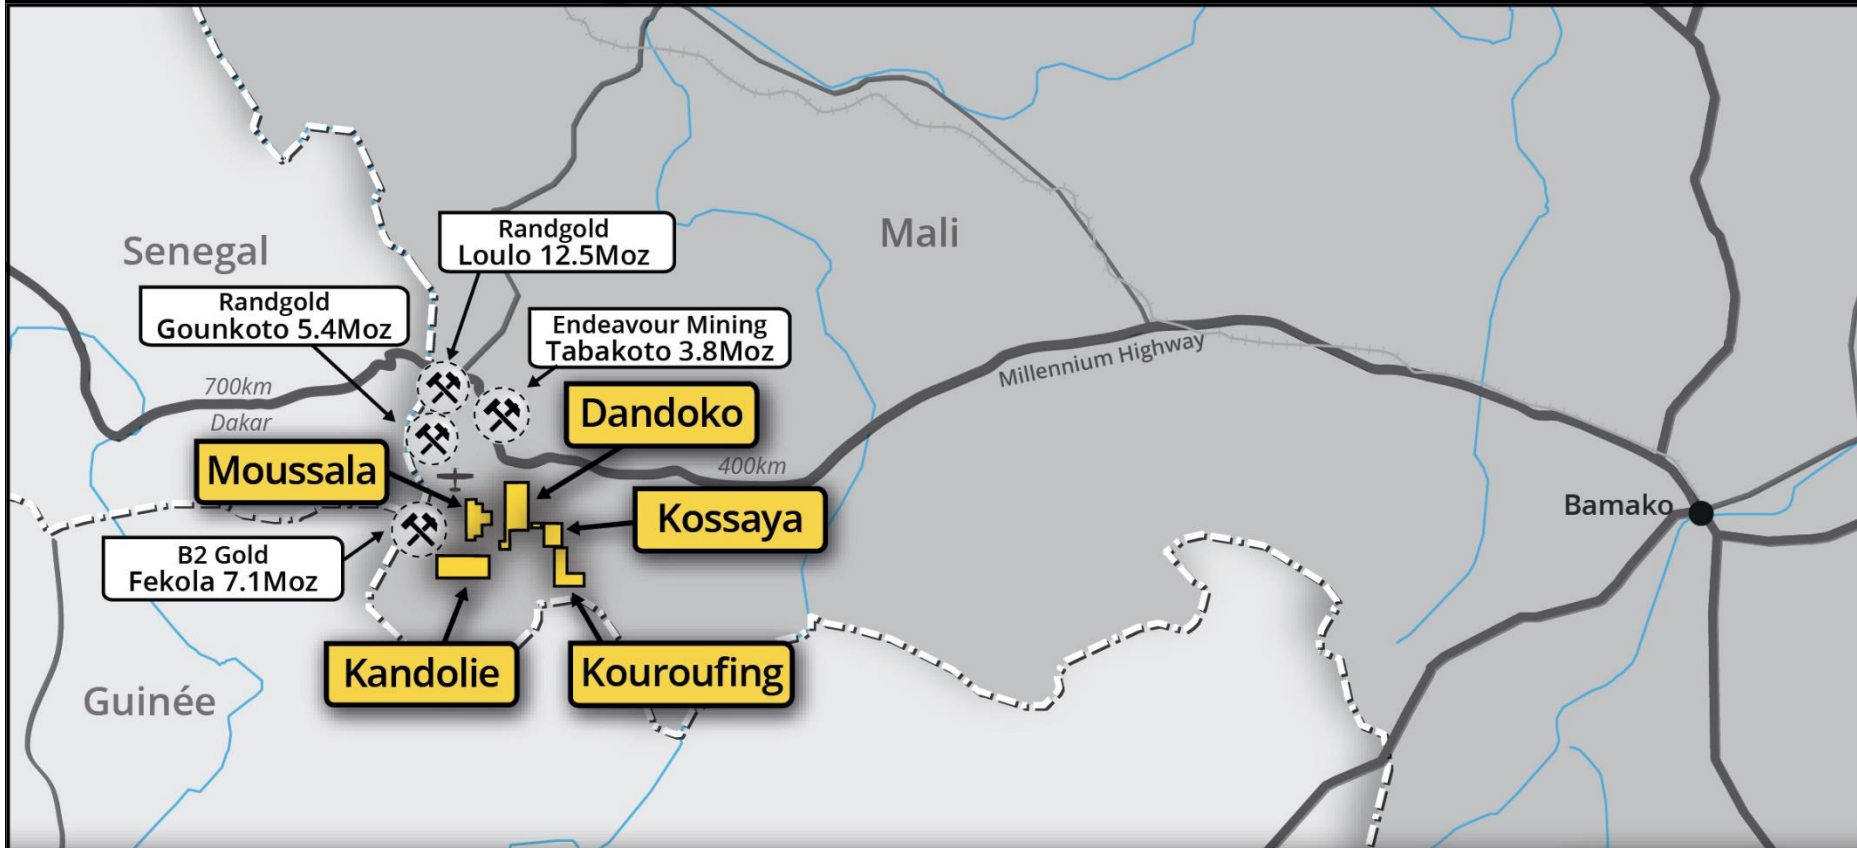 Randgold
Loulo 12.5Moz
Mali
Senegal
Randgold
Gounkoto 5.4Moz
Endeavour Mining
Tabakoto 3.8Moz
Millennium Highway
700km
Dakar
Dandoko
Moussala
400km
Kossaya
Bamako
B2 Gold
Fekola 7.1Moz
Kandolie
Kouroufing
Guinée